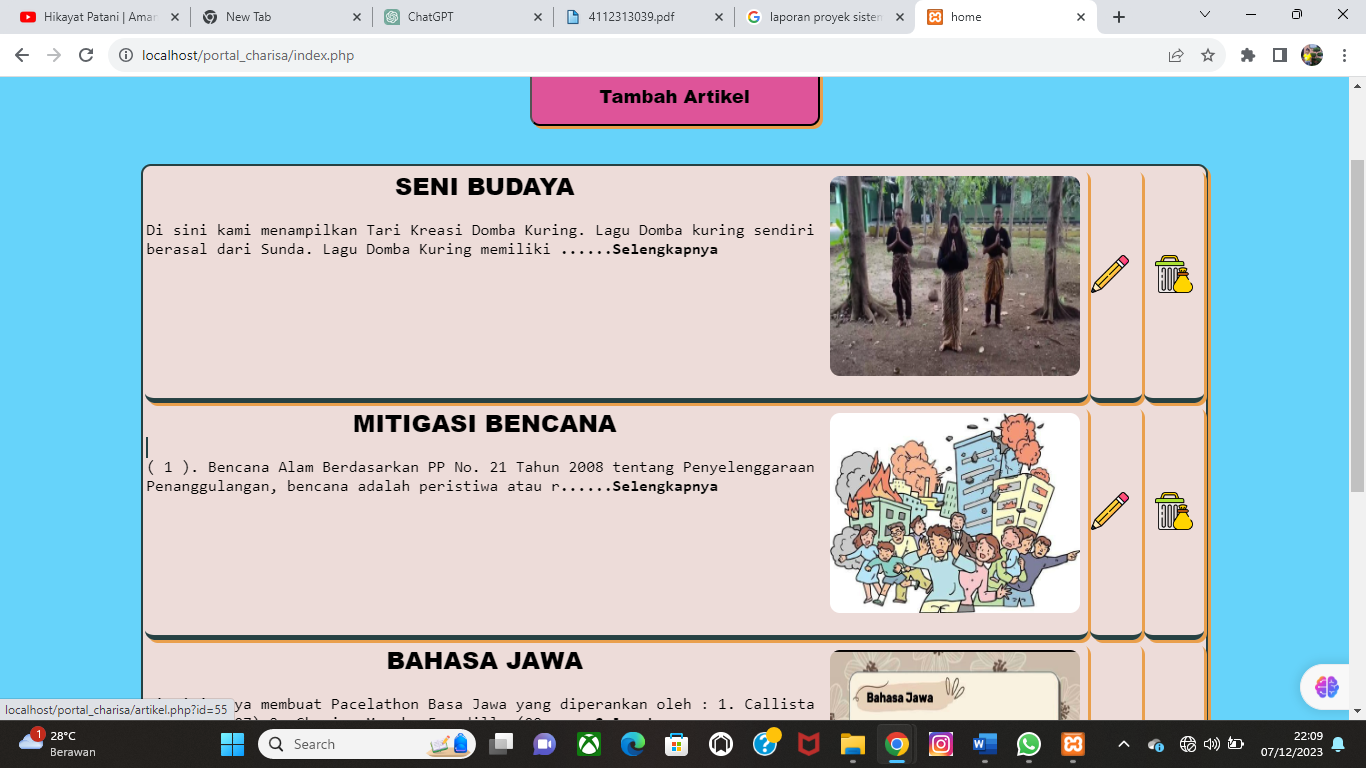 Hikayat Patani | Aman
New Tab
ChatGPT
4112313039.pdf
laporan proyek sistem
home
localhost/portal_charisa/index.php
Tambah Artikel
SENI BUDAYA
Di sini kami menampilkan Tari Kreasi Domba Kuring. Lagu Domba kuring sendiri
berasal dari Sunda. Lagu Domba Kuring memiliki ......Selengkapnya
MITIGASI BENCANA
( 1 ). Bencana Alam Berdasarkan PP No. 21 Tahun 2008 tentang Penyelenggaraan
Penanggulangan, bencana adalah peristiwa atau r......Selengkapnya
BAHASA JAWA
ya membuat Pacelathon Basa Jawa yang diperankan oleh : 1. Callista
Bahasa Jawa
localhost/portal_charisa/artikel.php?id=55
1
28°C
Berawan
Search
22:09
07/12/2023